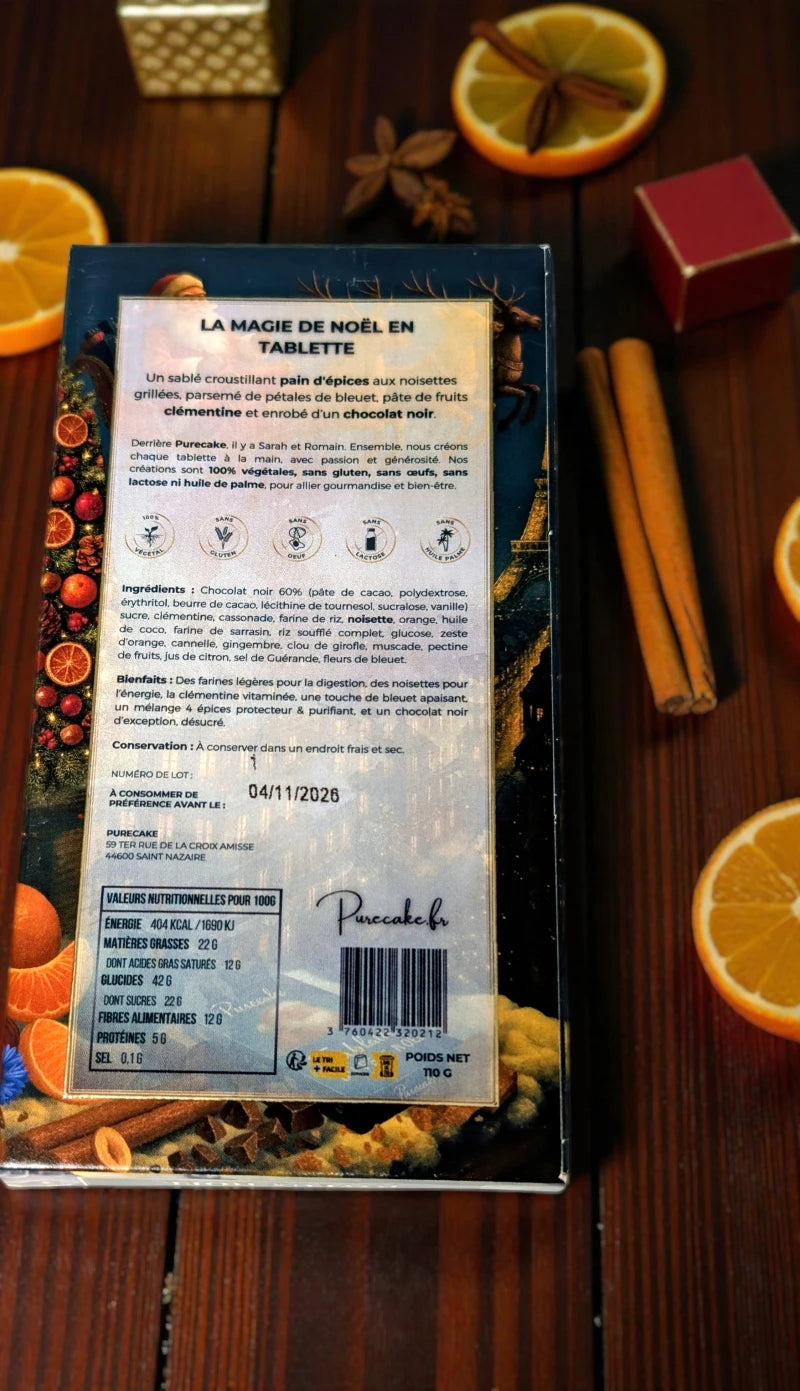 LA MAGIE DE NOËL EN
TABLETTE
Un sablé croustillant pain d'épices aux noisettes
grillées, parsemé de pétales de bleuet, pâte de fruits
clémentine et enrobé d'un chocolat noir.
Derrière Purecake, il y a Sarah et Romain. Ensemble, nous créons
chaque tablette à la main, avec passion et générosité. Nos
créations sont 100% végétales, sans gluten, sans œufs, sans
lactose ni huile de palme, pour allier gourmandise et bien-être.
100% VÉGÉTAL
SANS GLUTEN
SANS OEUF
SANS LACTOSE
SANS HUILE PALME
Ingrédients : Chocolat noir 60% (pâte de cacao, polydextrose,
érythritol, beurre de cacao, lécithine de tournesol, sucralose, vanille)
sucre, clémentine, cassonade, farine de riz, noisette, orange, huile
de coco, farine de sarrasin, riz soufflé complet, glucose, zeste
d'orange, cannelle, gingembre, clou de girofle, muscade, pectine
de fruits, jus de citron, sel de Guérande, fleurs de bleuet.
Bienfaits : Des farines légères pour la digestion, des noisettes pour
l'énergie, la clémentine vitaminée, une touche de bleuet apaisant,
un mélange 4 épices protecteur & purifiant, et un chocolat noir
d'exception, désucré.
Conservation : À conserver dans un endroit frais et sec.
NUMÉRO DE LOT :
À CONSOMMER DE
PRÉFÉRENCE AVANT LE :
04/11/2026
PURECAKE
59 TER RUE DE LA CROIX AMISSE
44600 SAINT NAZAIRE
VALEURS NUTRITIONNELLES POUR 100G
ÉNERGIE 404 KCAL /1690 KJ
MATIÈRES GRASSES 22 G
DONT ACIDES GRAS SATURÉS 12 G
GLUCIDES 42 G
DONT SUCRES 22 G
FIBRES ALIMENTAIRES 12 G
PROTÉINES 5 G
SEL 0,1 G
Purecake.fr
3 760422 320212
LE TRI
+ FACILE
POIDS NET
110 G